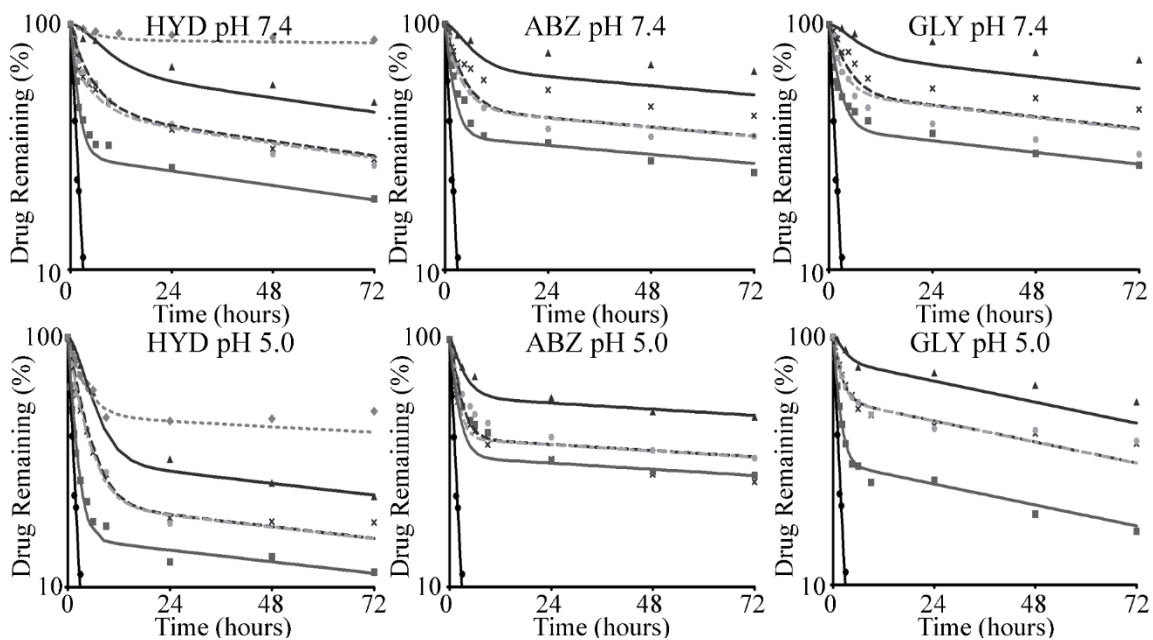 HYD pH 7.4
100
Drug Remaining (%)
10
0 24 48 72
Time (hours)
ABZ pH 7.4
100
Drug Remaining (%)
10
0 24 48 72
Time (hours)
GLY pH 7.4
100
Drug Remaining (%)
10
0 24 48 72
Time (hours)
HYD pH 5.0
100
Drug Remaining (%)
10
0 24 48 72
Time (hours)
ABZ pH 5.0
100
Drug Remaining (%)
10
0 24 48 72
Time (hours)
GLY pH 5.0
100
Drug Remaining (%)
10
0 24 48 72
Time (hours)